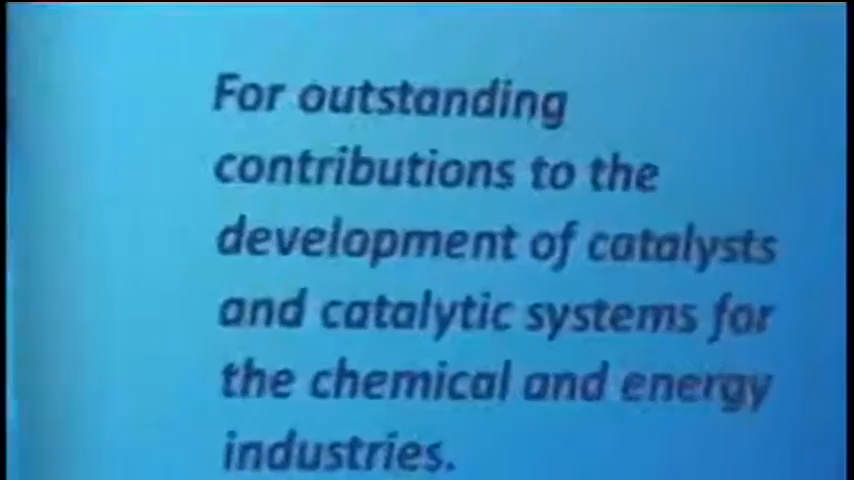 For outstanding
contributions to the
development of catalysts
and catalytic systems for
the chemical and energy
industries.